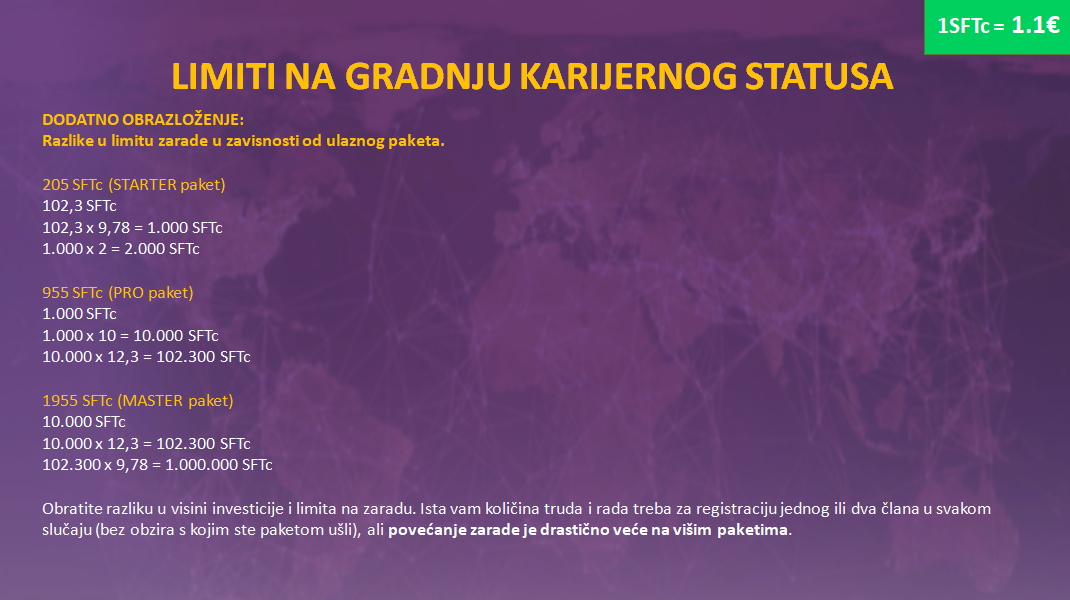 1SFTc = 1.1€
LIMITI NA GRADNJU KARIJERNOG STATUSA
DODATNO OBRAZLOŽENJE:
Razlike u limitu zarade u zavisnosti od ulaznog paketa.
205 SFTc (STARTER paket)
102,3 SFTc
102,3 x 9,78 = 1.000 SFTc
1.000 x 2 = 2.000 SFTc
955 SFTc (PRO paket)
1.000 SFTc
1.000 x 10 = 10.000 SFTc
10.000 x 12,3 = 102.300 SFTc
1955 SFTc (MASTER paket)
10.000 SFTc
10.000 x 12,3 = 102.300 SFTc
102.300 x 9,78 = 1.000.000 SFTc
Obratite razliku u visini investicije i limita na zaradu. Ista vam količina truda i rada treba za registraciju jednog ili dva člana u svakom
slučaju (bez obzira s kojim ste paketom ušli), ali povećanje zarade je drastično veće na višim paketima.